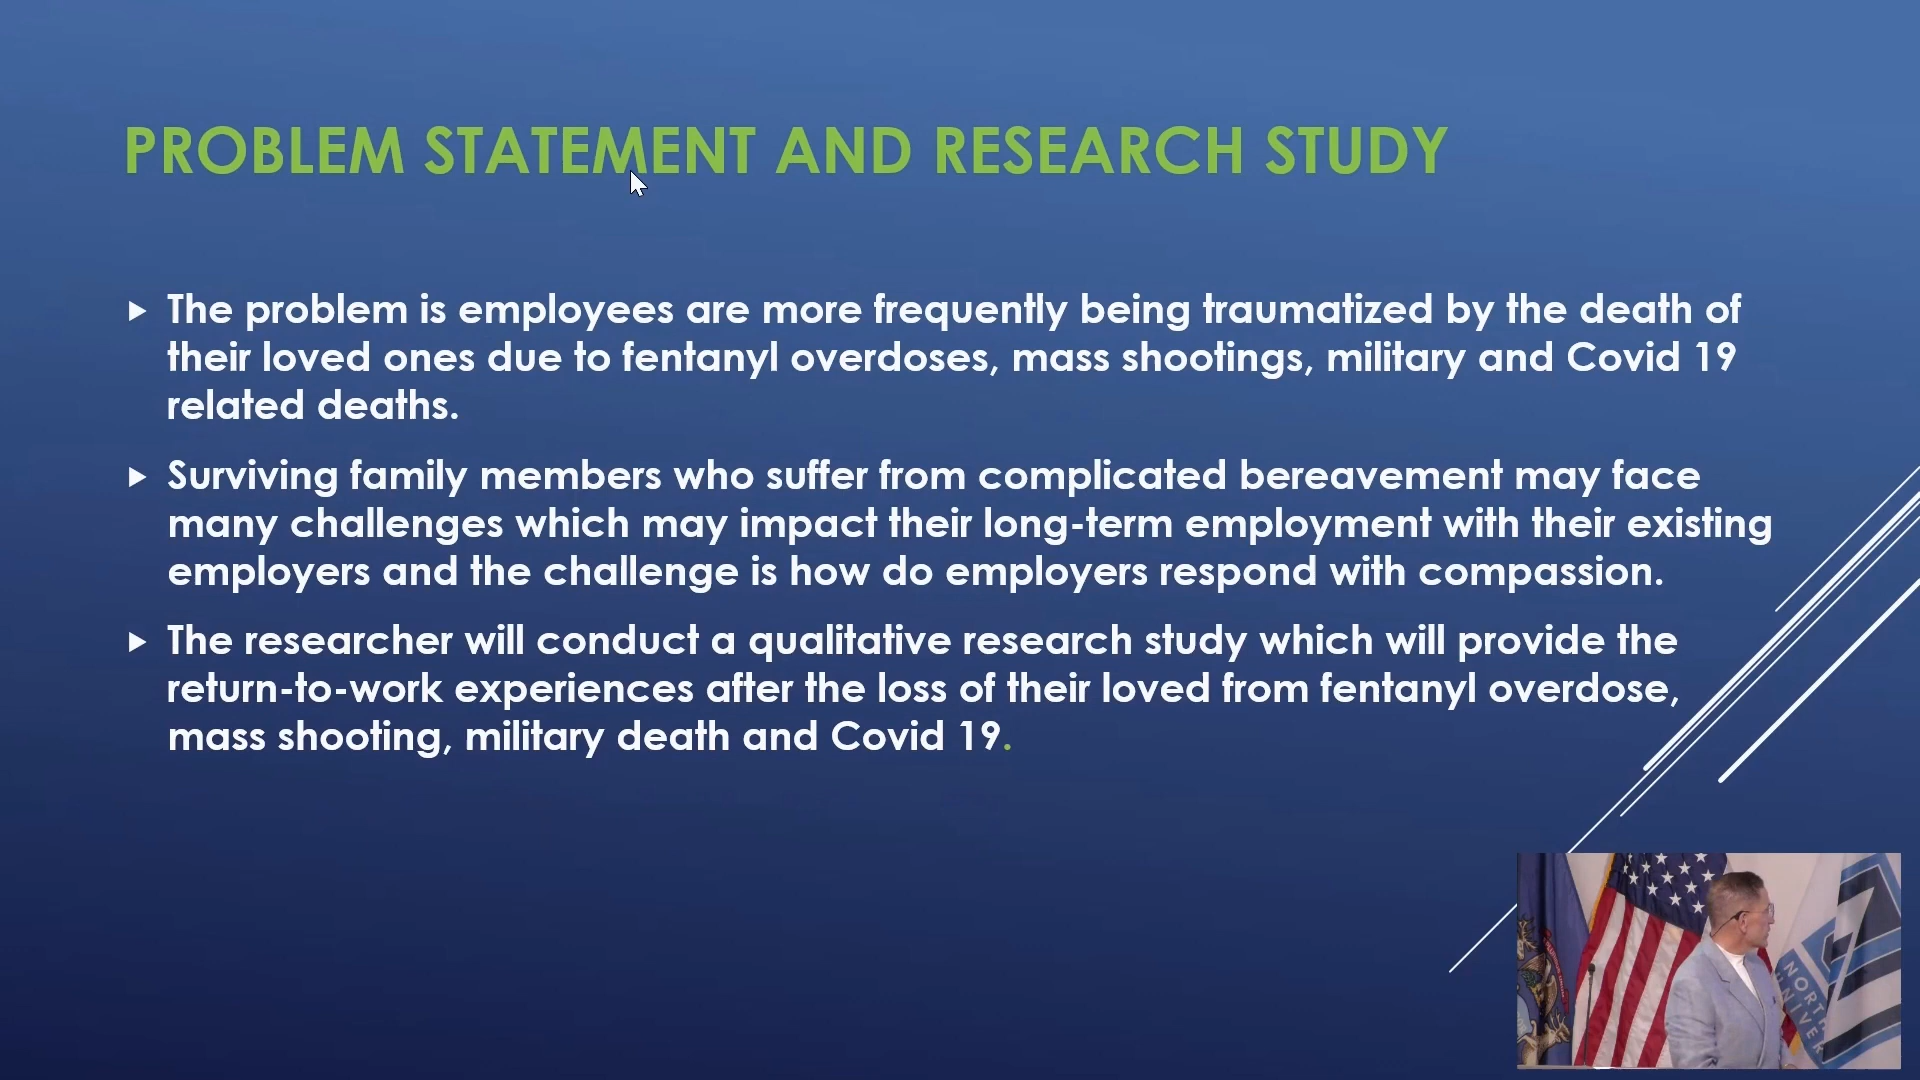 PROBLEM STATEMENT AND RESEARCH STUDY
The problem is employees are more frequently being traumatized by the death of
their loved ones due to fentanyl overdoses, mass shootings, military and Covid 19
related deaths.
Surviving family members who suffer from complicated bereavement may face
many challenges which may impact their long-term employment with their existing
employers and the challenge is how do employers respond with compassion.
The researcher will conduct a qualitative research study which will provide the
return-to-work experiences after the loss of their loved from fentanyl overdose,
mass shooting, military death and Covid 19.
NORTH
UNIVER